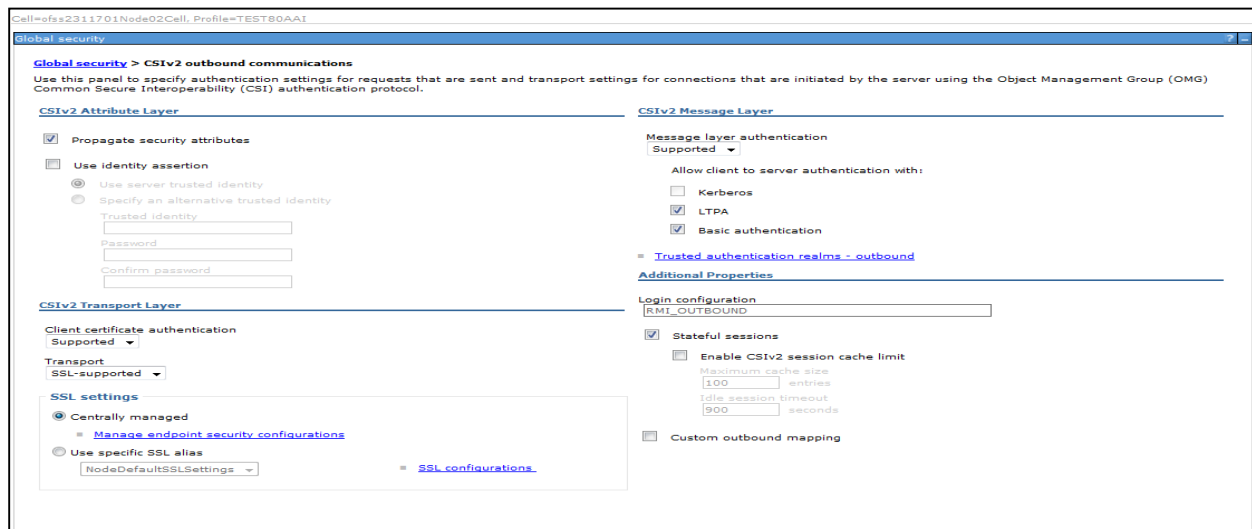 Cell=ofss2311701Node02Cell, Profile=TEST80AAI
Global security ? _
Global security > CSIv2 outbound communications
Use this panel to specify authentication settings for requests that are sent and transport settings for connections that are initiated by the server using the Object Management Group (OMG)
Common Secure Interoperability (CSI) authentication protocol.
CSIv2 Attribute Layer
Propagate security attributes
Use identity assertion
Use server trusted identity
Specify an alternative trusted identity
Trusted identity
Password
Confirm password
CSIv2 Transport Layer
Client certificate authentication
Supported
Transport
SSL-supported
SSL settings
Centrally managed
Manage endpoint security configurations
Use specific SSL alias
NodeDefaultSSLSettings
SSL configurations
CSIv2 Message Layer
Message layer authentication
Supported
Allow client to server authentication with:
Kerberos
LTPA
Basic authentication
Trusted authentication realms - outbound
Additional Properties
Login configuration
RMI_OUTBOUND
Stateful sessions
Enable CSIv2 session cache limit
Maximum cache size
100 entries
Idle session timeout
900 seconds
Custom outbound mapping